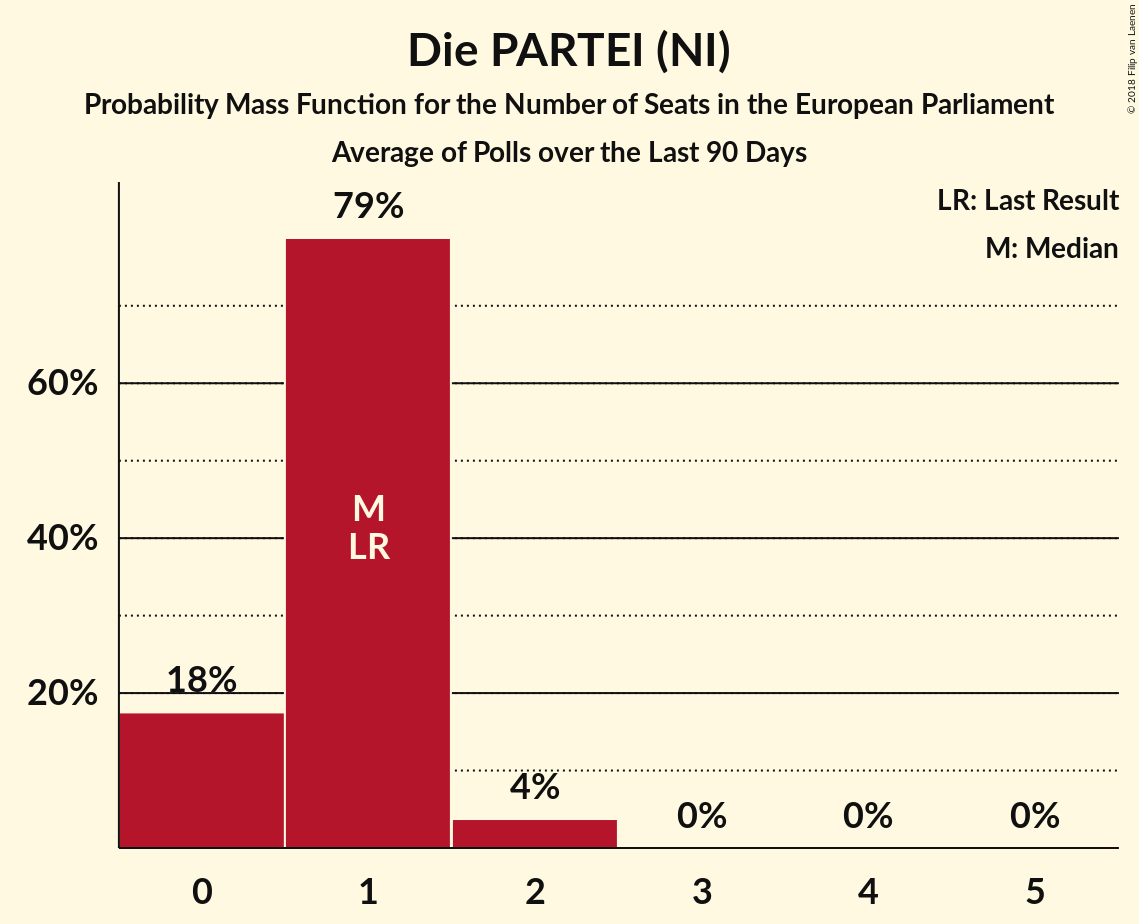 Die PARTEI (NI)
Probability Mass Function for the Number of Seats in the European Parliament
Average of Polls over the Last 90 Days
© 2018 Filip van Laenen
LR: Last Result
M: Median
79%
60%
40%
20%
M
LR
18%
4%
0%
0%
0%
0 1 2 3 4 5